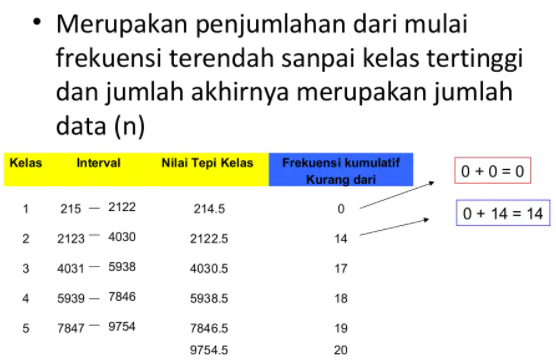 • Merupakan penjumlahan dari mulai
frekuensi terendah sanpai kelas tertinggi
dan jumlah akhirnya merupakan jumlah
data (n)
Kelas Interval Nilai Tepi Kelas Frekuensi kumulatif
Kurang dari
0 + 0 = 0
1 215 — 2122 214.5 0
0 + 14 = 14
2 2123 — 4030 2122.5 14
3 4031 — 5938 4030.5 17
4 5939 — 7846 5938.5 18
5 7847 — 9754 7846.5 19
9754.5 20